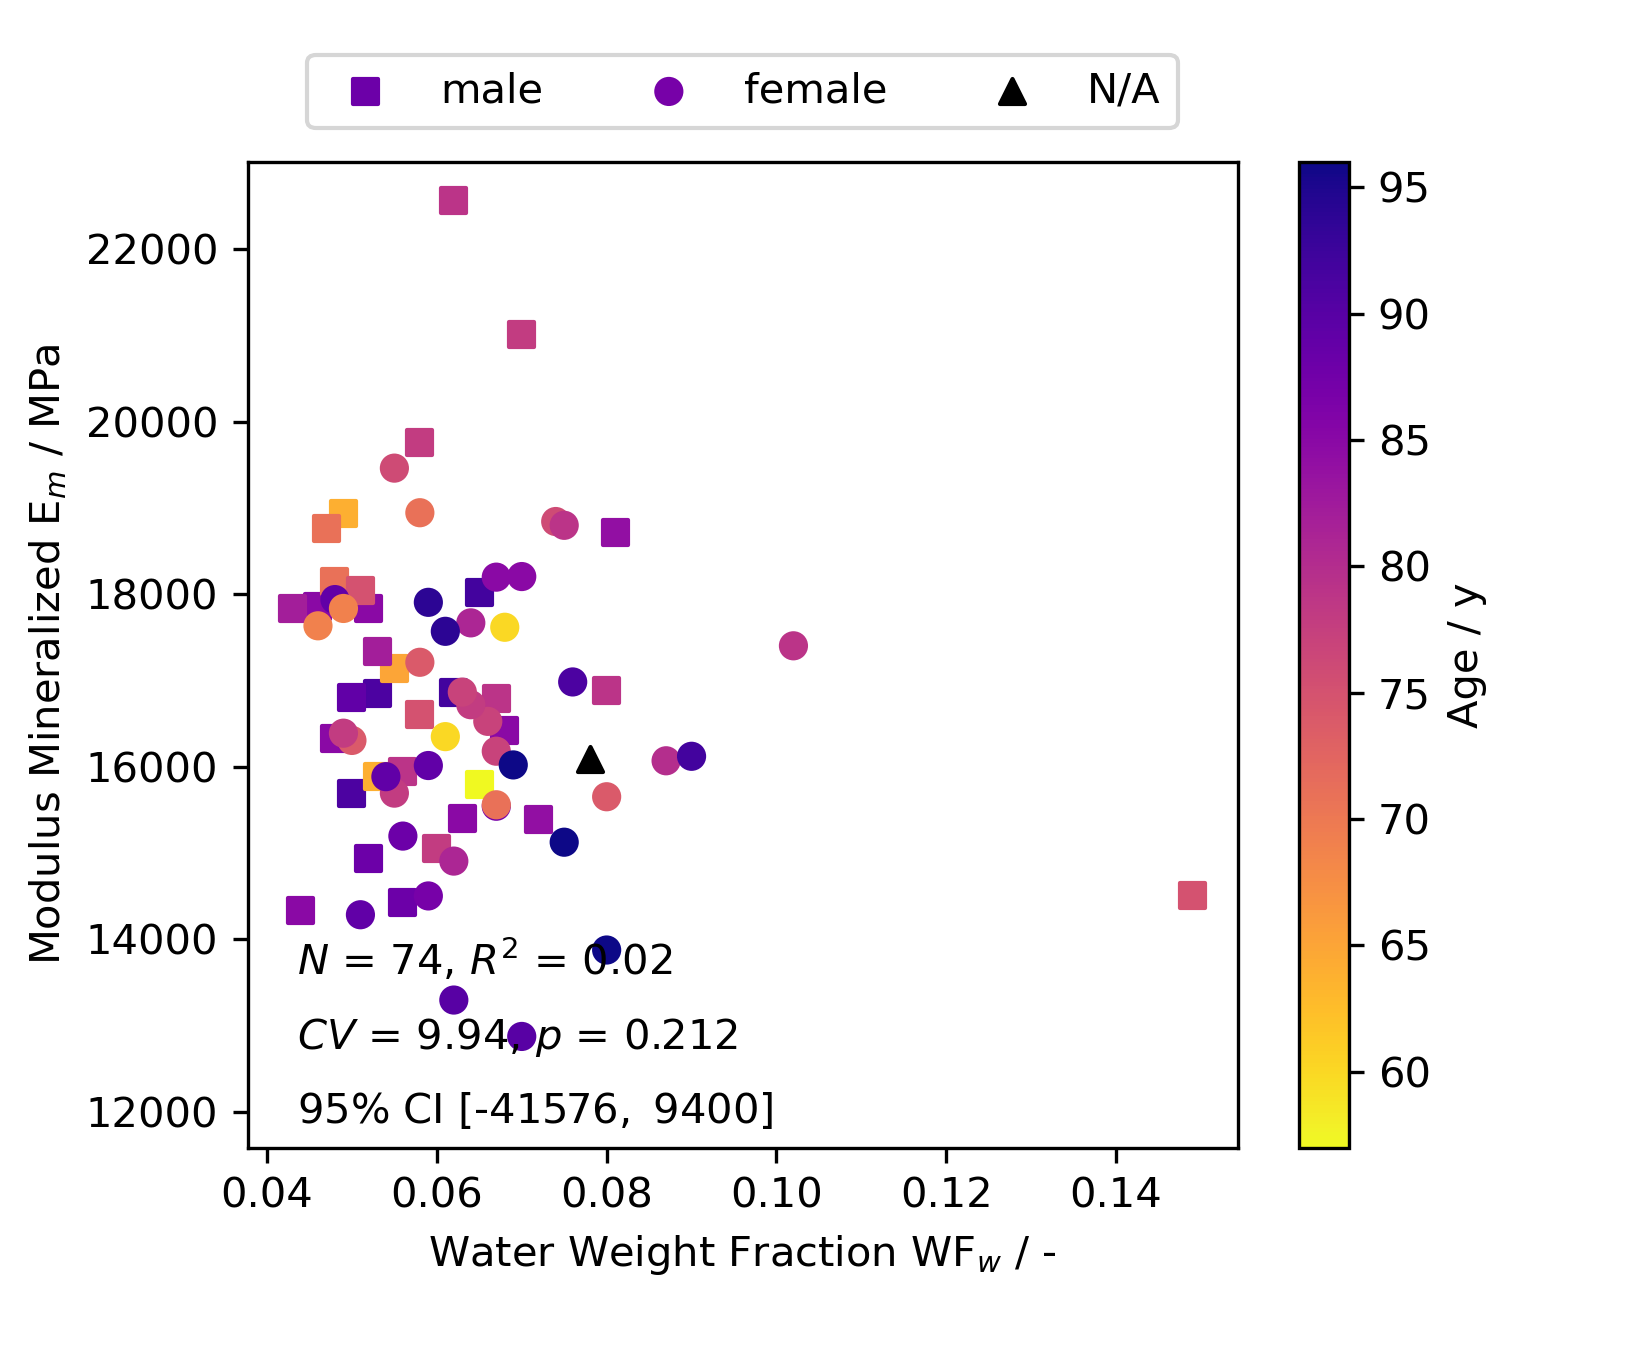 male female N/A
22000
20000
18000
16000
14000
12000
Modulus Mineralized Eₘ / MPa
N = 74, R² = 0.02
CV = 9.94, p = 0.212
95% CI [-41576, 9400]
0.04 0.06 0.08 0.10 0.12 0.14
Water Weight Fraction WF_w / -
95
90
85
80
75
70
65
60
Age / y